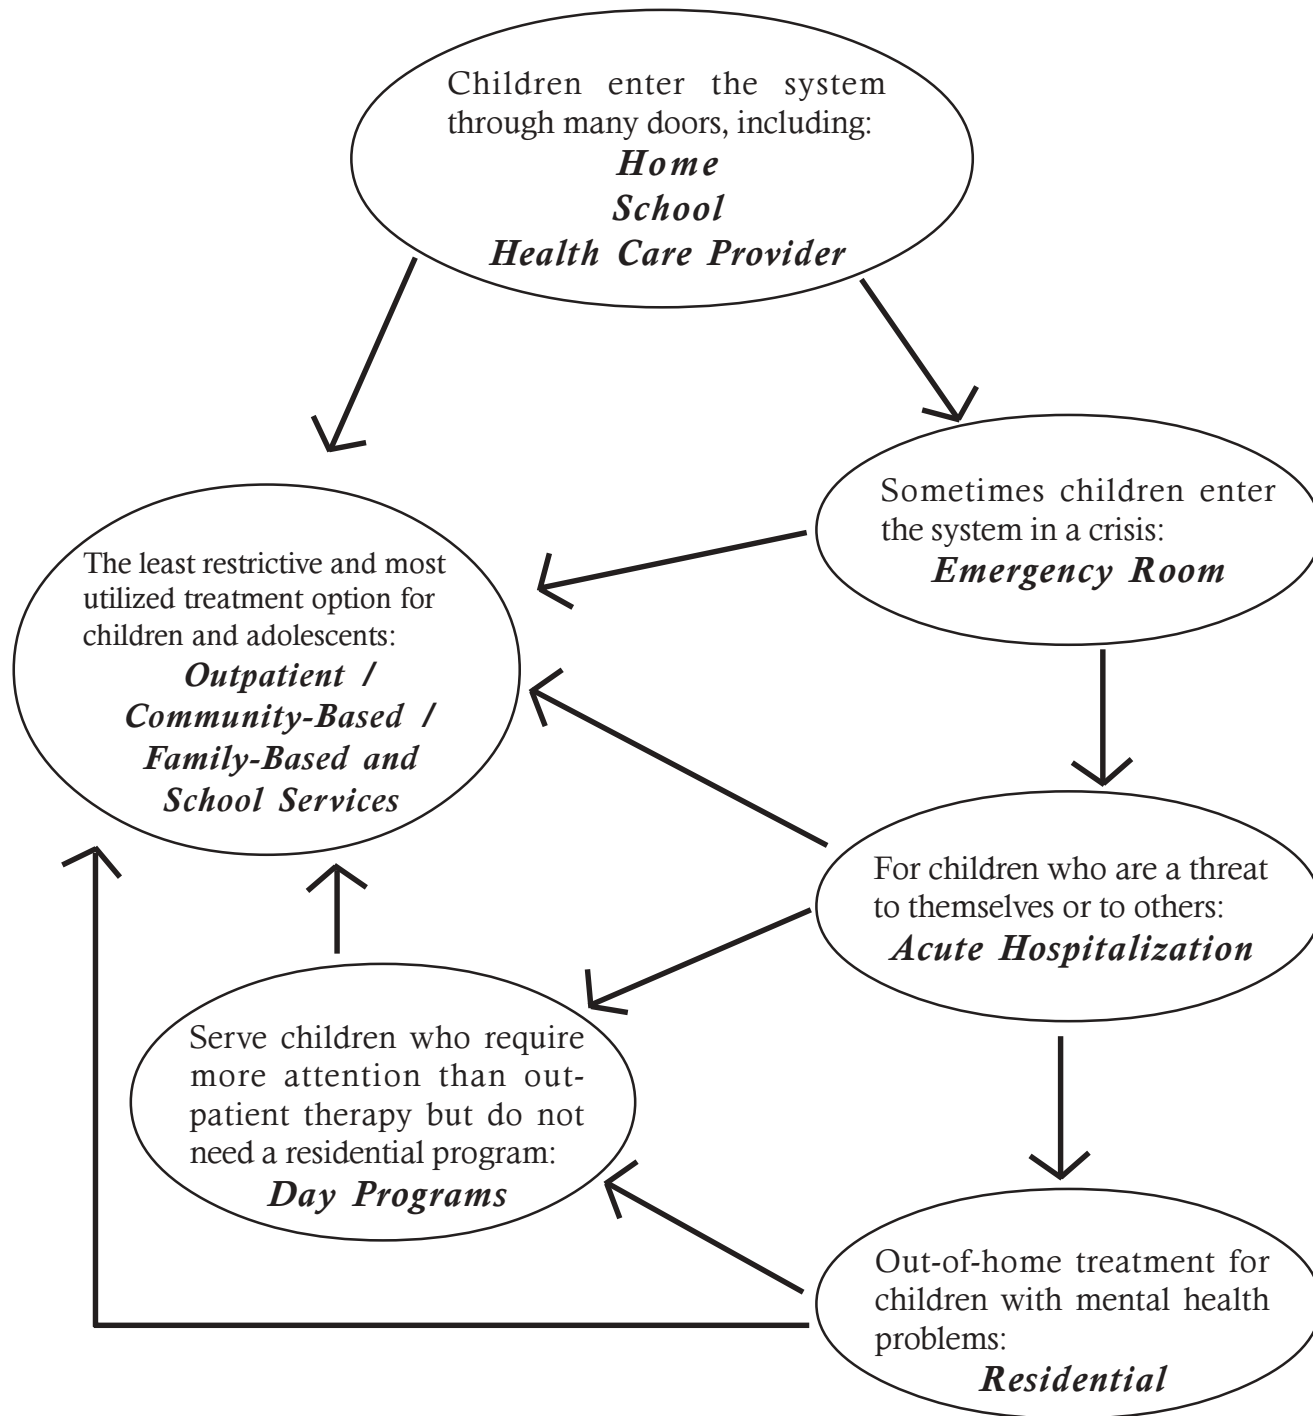 Children enter the system
through many doors, including:
Home
School
Health Care Provider
Sometimes children enter
the system in a crisis:
Emergency Room
The least restrictive and most
utilized treatment option for
children and adolescents:
Outpatient /
Community-Based /
Family-Based and
School Services
For children who are a threat
to themselves or to others:
Acute Hospitalization
Serve children who require
more attention than out-
patient therapy but do not
need a residential program:
Day Programs
Out-of-home treatment for
children with mental health
problems:
Residential